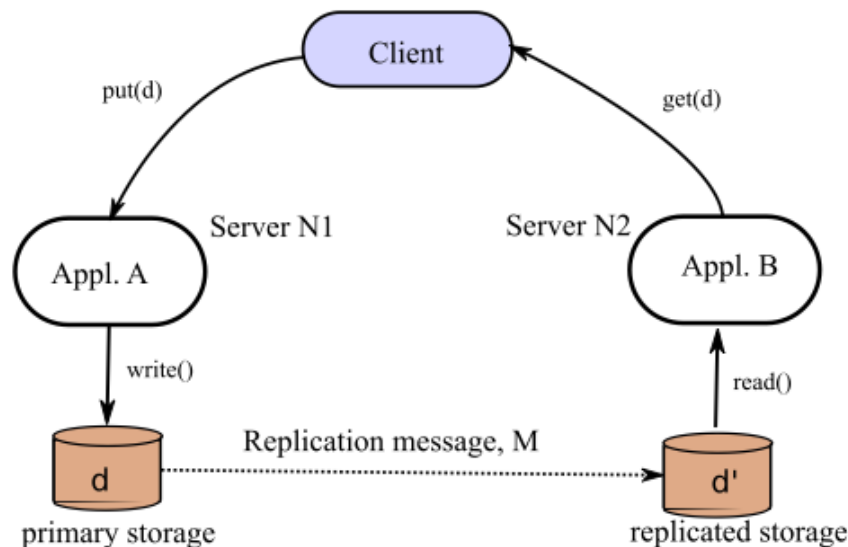 Client
put(d)
get(d)
Server N1
Server N2
Appl. A
Appl. B
write()
read()
Replication message, M
d
d'
primary storage
replicated storage